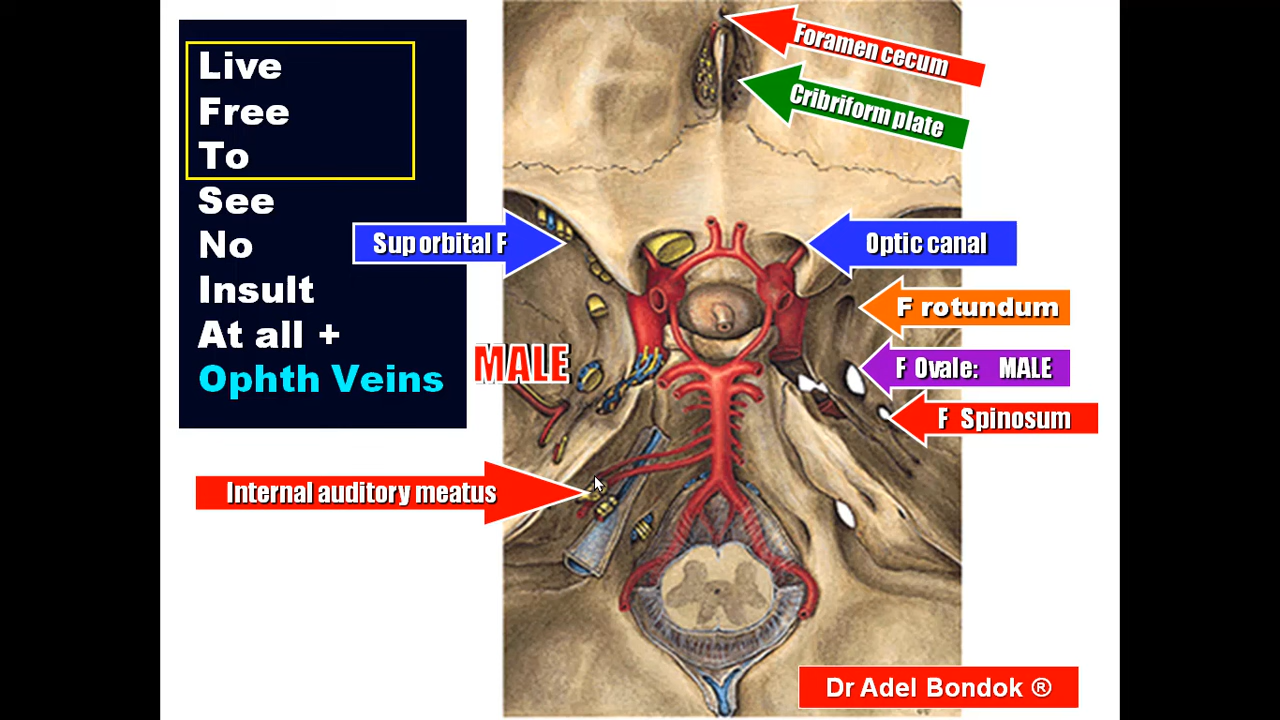 Live
Free
To
See
No
Insult
At all +
Ophth Veins
Foramen cecum
Cribriform plate
Sup orbital F
Optic canal
F rotundum
MALE
F Ovale: MALE
F Spinosum
Internal auditory meatus
Dr Adel Bondok ®